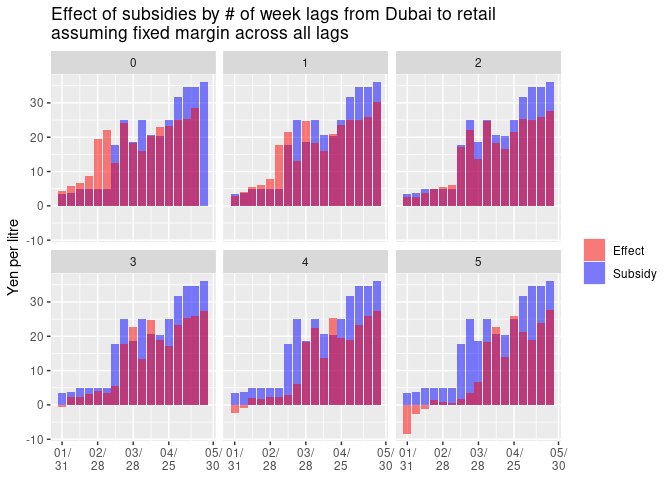 Effect of subsidies by # of week lags from Dubai to retail
assuming fixed margin across all lags
0 1 2
30
20
10
0
-10
3 4 5
30
20
10
0
-10
Yen per litre
Effect
Subsidy
01/ 02/ 03/ 04/ 05/ 01/ 02/ 03/ 04/ 05/ 01/ 02/ 03/ 04/ 05/
31 28 28 25 30 31 28 28 25 30 31 28 28 25 30